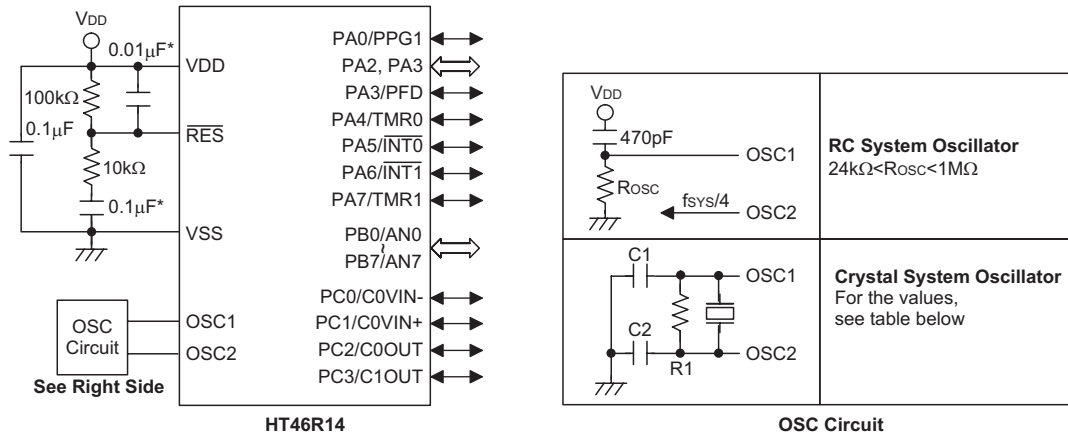 VDD
0.01μF*
100kΩ
0.1μF
10kΩ
0.1μF*
VDD
RES
VSS
OSC1
OSC2
OSC
Circuit
See Right Side
PA0/PPG1
PA2, PA3
PA3/PFD
PA4/TMR0
PA5/INT0
PA6/INT1
PA7/TMR1
PB0/AN0
~
PB7/AN7
PC0/C0VIN-
PC1/C0VIN+
PC2/C0OUT
PC3/C1OUT
HT46R14
VDD
470pF
ROSC
OSC1
fSYS/4
OSC2
RC System Oscillator
24kΩ<ROSC<1MΩ
C1
C2
R1
OSC1
OSC2
Crystal System Oscillator
For the values,
see table below
OSC Circuit